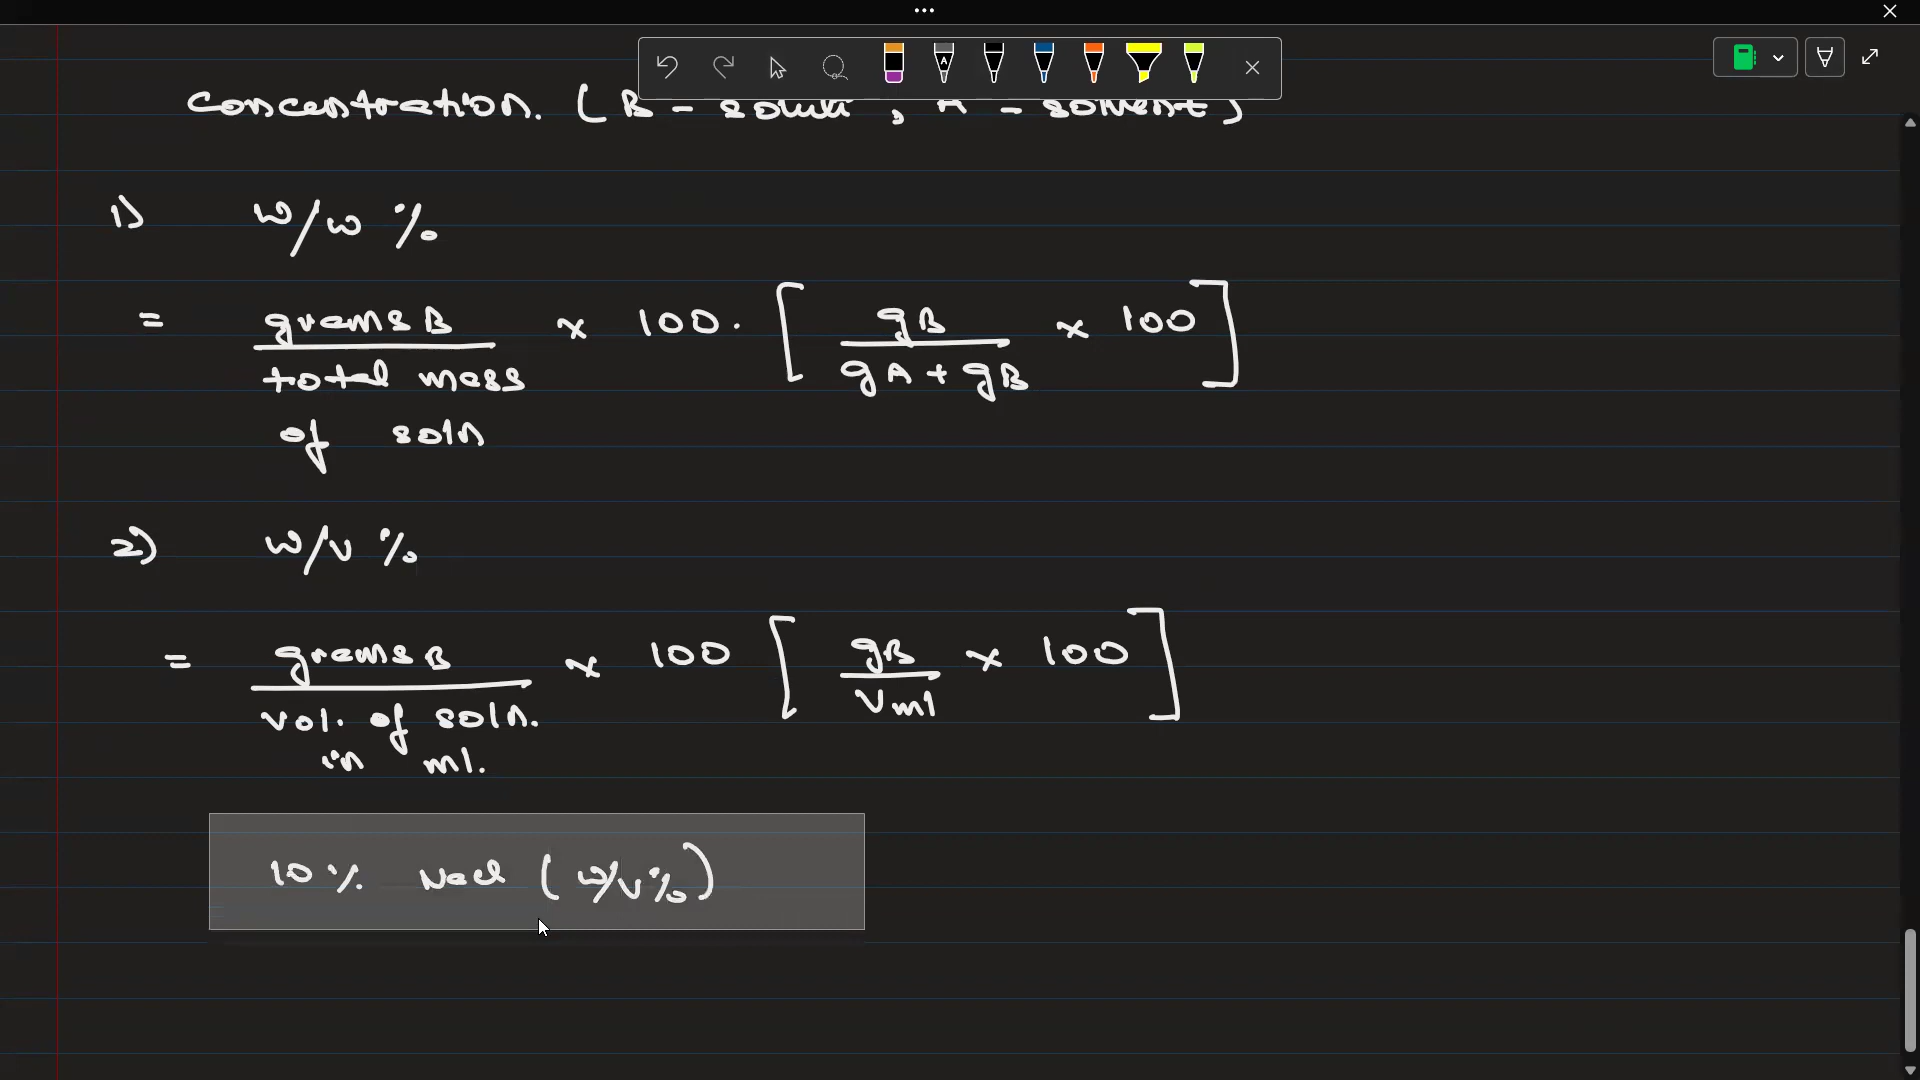 Concentration. (B - solute, A - solvent)
1) w/w %
= grams B × 100. [ gB × 100 ]
total mass gA + gB
of soln
2) w/v %
= grams B × 100 [ gB × 100 ]
vol. of soln. Vml
in ml.
10 % Nacl (w/v%)